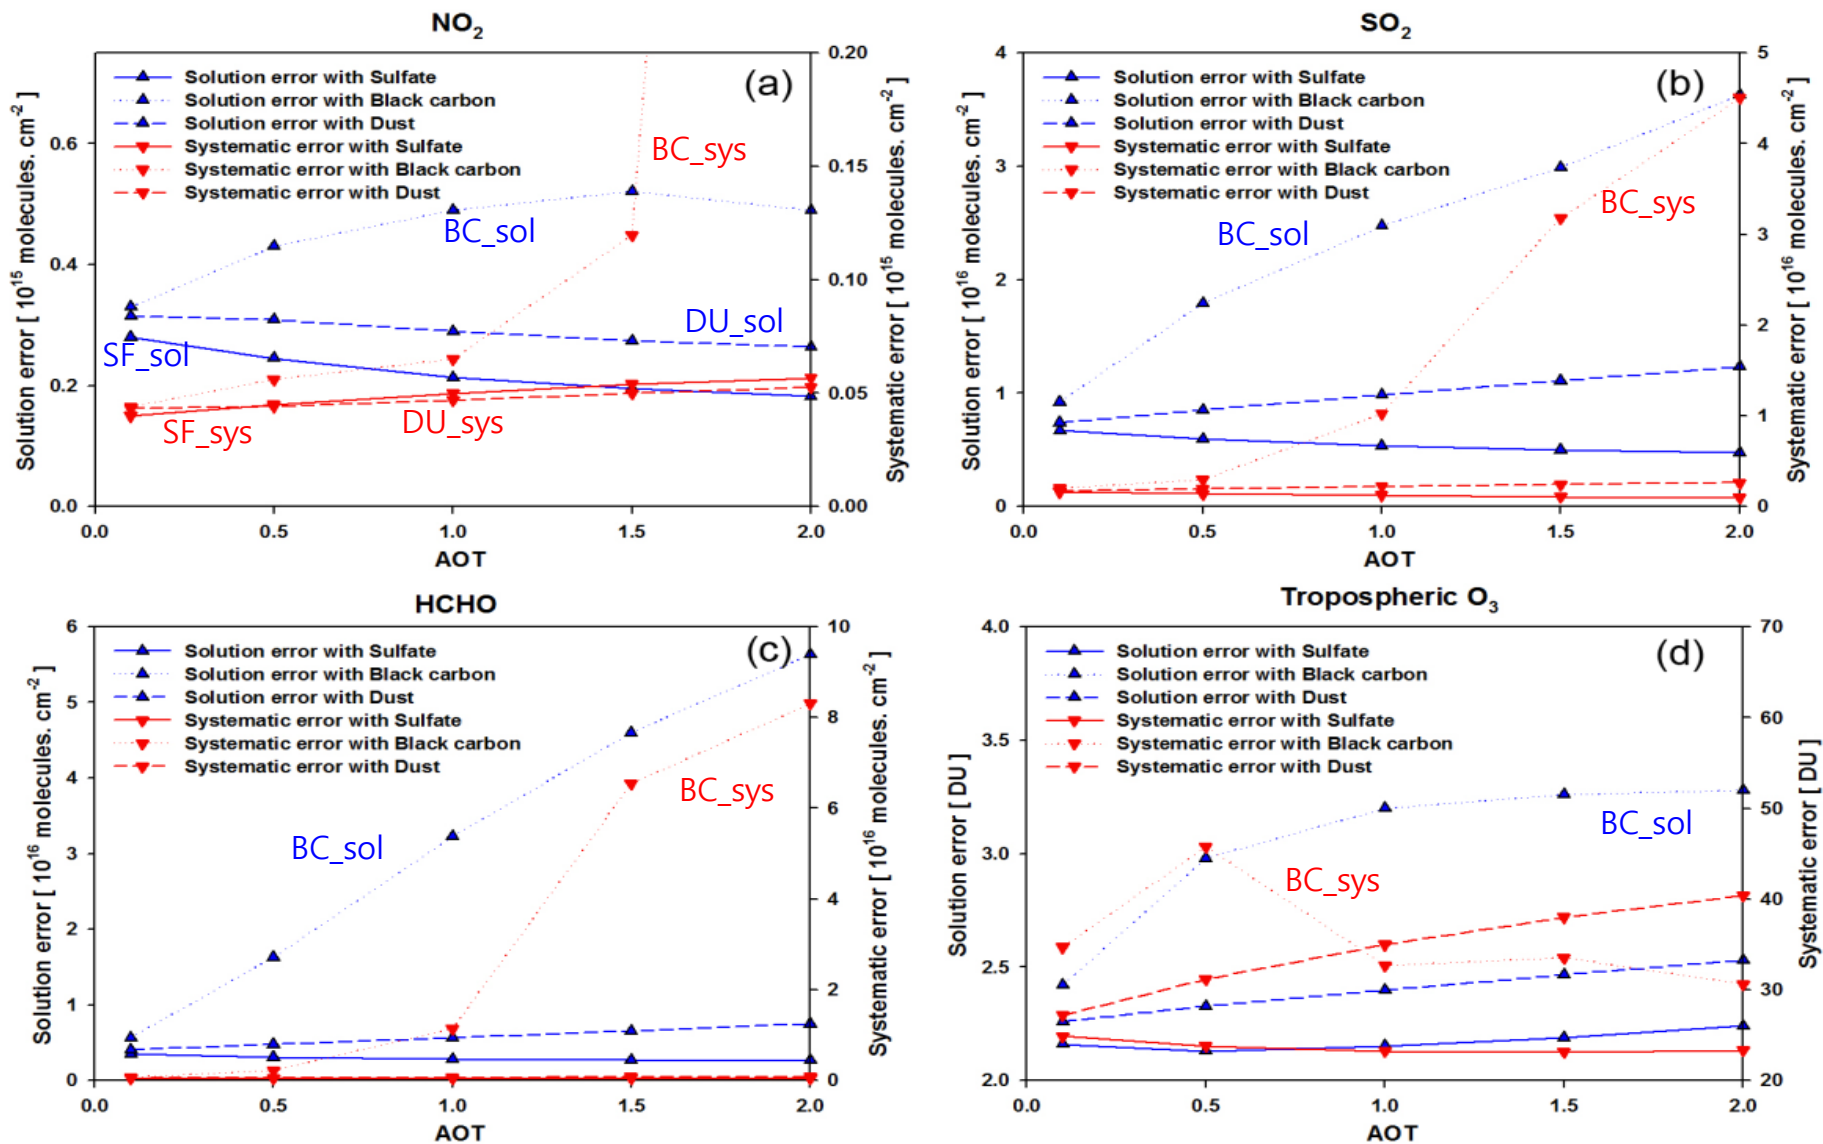 NO2
Solution error [ 10^15 molecules. cm^-2 ]
Systematic error [ 10^15 molecules. cm^-2 ]
(a)
Solution error with Sulfate
Solution error with Black carbon
Solution error with Dust
Systematic error with Sulfate
Systematic error with Black carbon
Systematic error with Dust
BC_sys
BC_sol
DU_sol
SF_sol
SF_sys
DU_sys
0.6
0.4
0.2
0.0
0.20
0.15
0.10
0.05
0.00
0.0 0.5 1.0 1.5 2.0
AOT
SO2
Solution error [ 10^16 molecules. cm^-2 ]
Systematic error [ 10^16 molecules. cm^-2 ]
(b)
Solution error with Sulfate
Solution error with Black carbon
Solution error with Dust
Systematic error with Sulfate
Systematic error with Black carbon
Systematic error with Dust
BC_sys
BC_sol
4
3
2
1
0
5
4
3
2
1
0
0.0 0.5 1.0 1.5 2.0
AOT
HCHO
Solution error [ 10^16 molecules. cm^-2 ]
Systematic error [ 10^16 molecules. cm^-2 ]
(c)
Solution error with Sulfate
Solution error with Black carbon
Solution error with Dust
Systematic error with Sulfate
Systematic error with Black carbon
Systematic error with Dust
BC_sys
BC_sol
6
5
4
3
2
1
0
10
8
6
4
2
0
0.0 0.5 1.0 1.5 2.0
AOT
Tropospheric O3
Solution error [ DU ]
Systematic error [ DU ]
(d)
Solution error with Sulfate
Solution error with Black carbon
Solution error with Dust
Systematic error with Sulfate
Systematic error with Black carbon
Systematic error with Dust
BC_sol
BC_sys
4.0
3.5
3.0
2.5
2.0
70
60
50
40
30
20
0.0 0.5 1.0 1.5 2.0
AOT